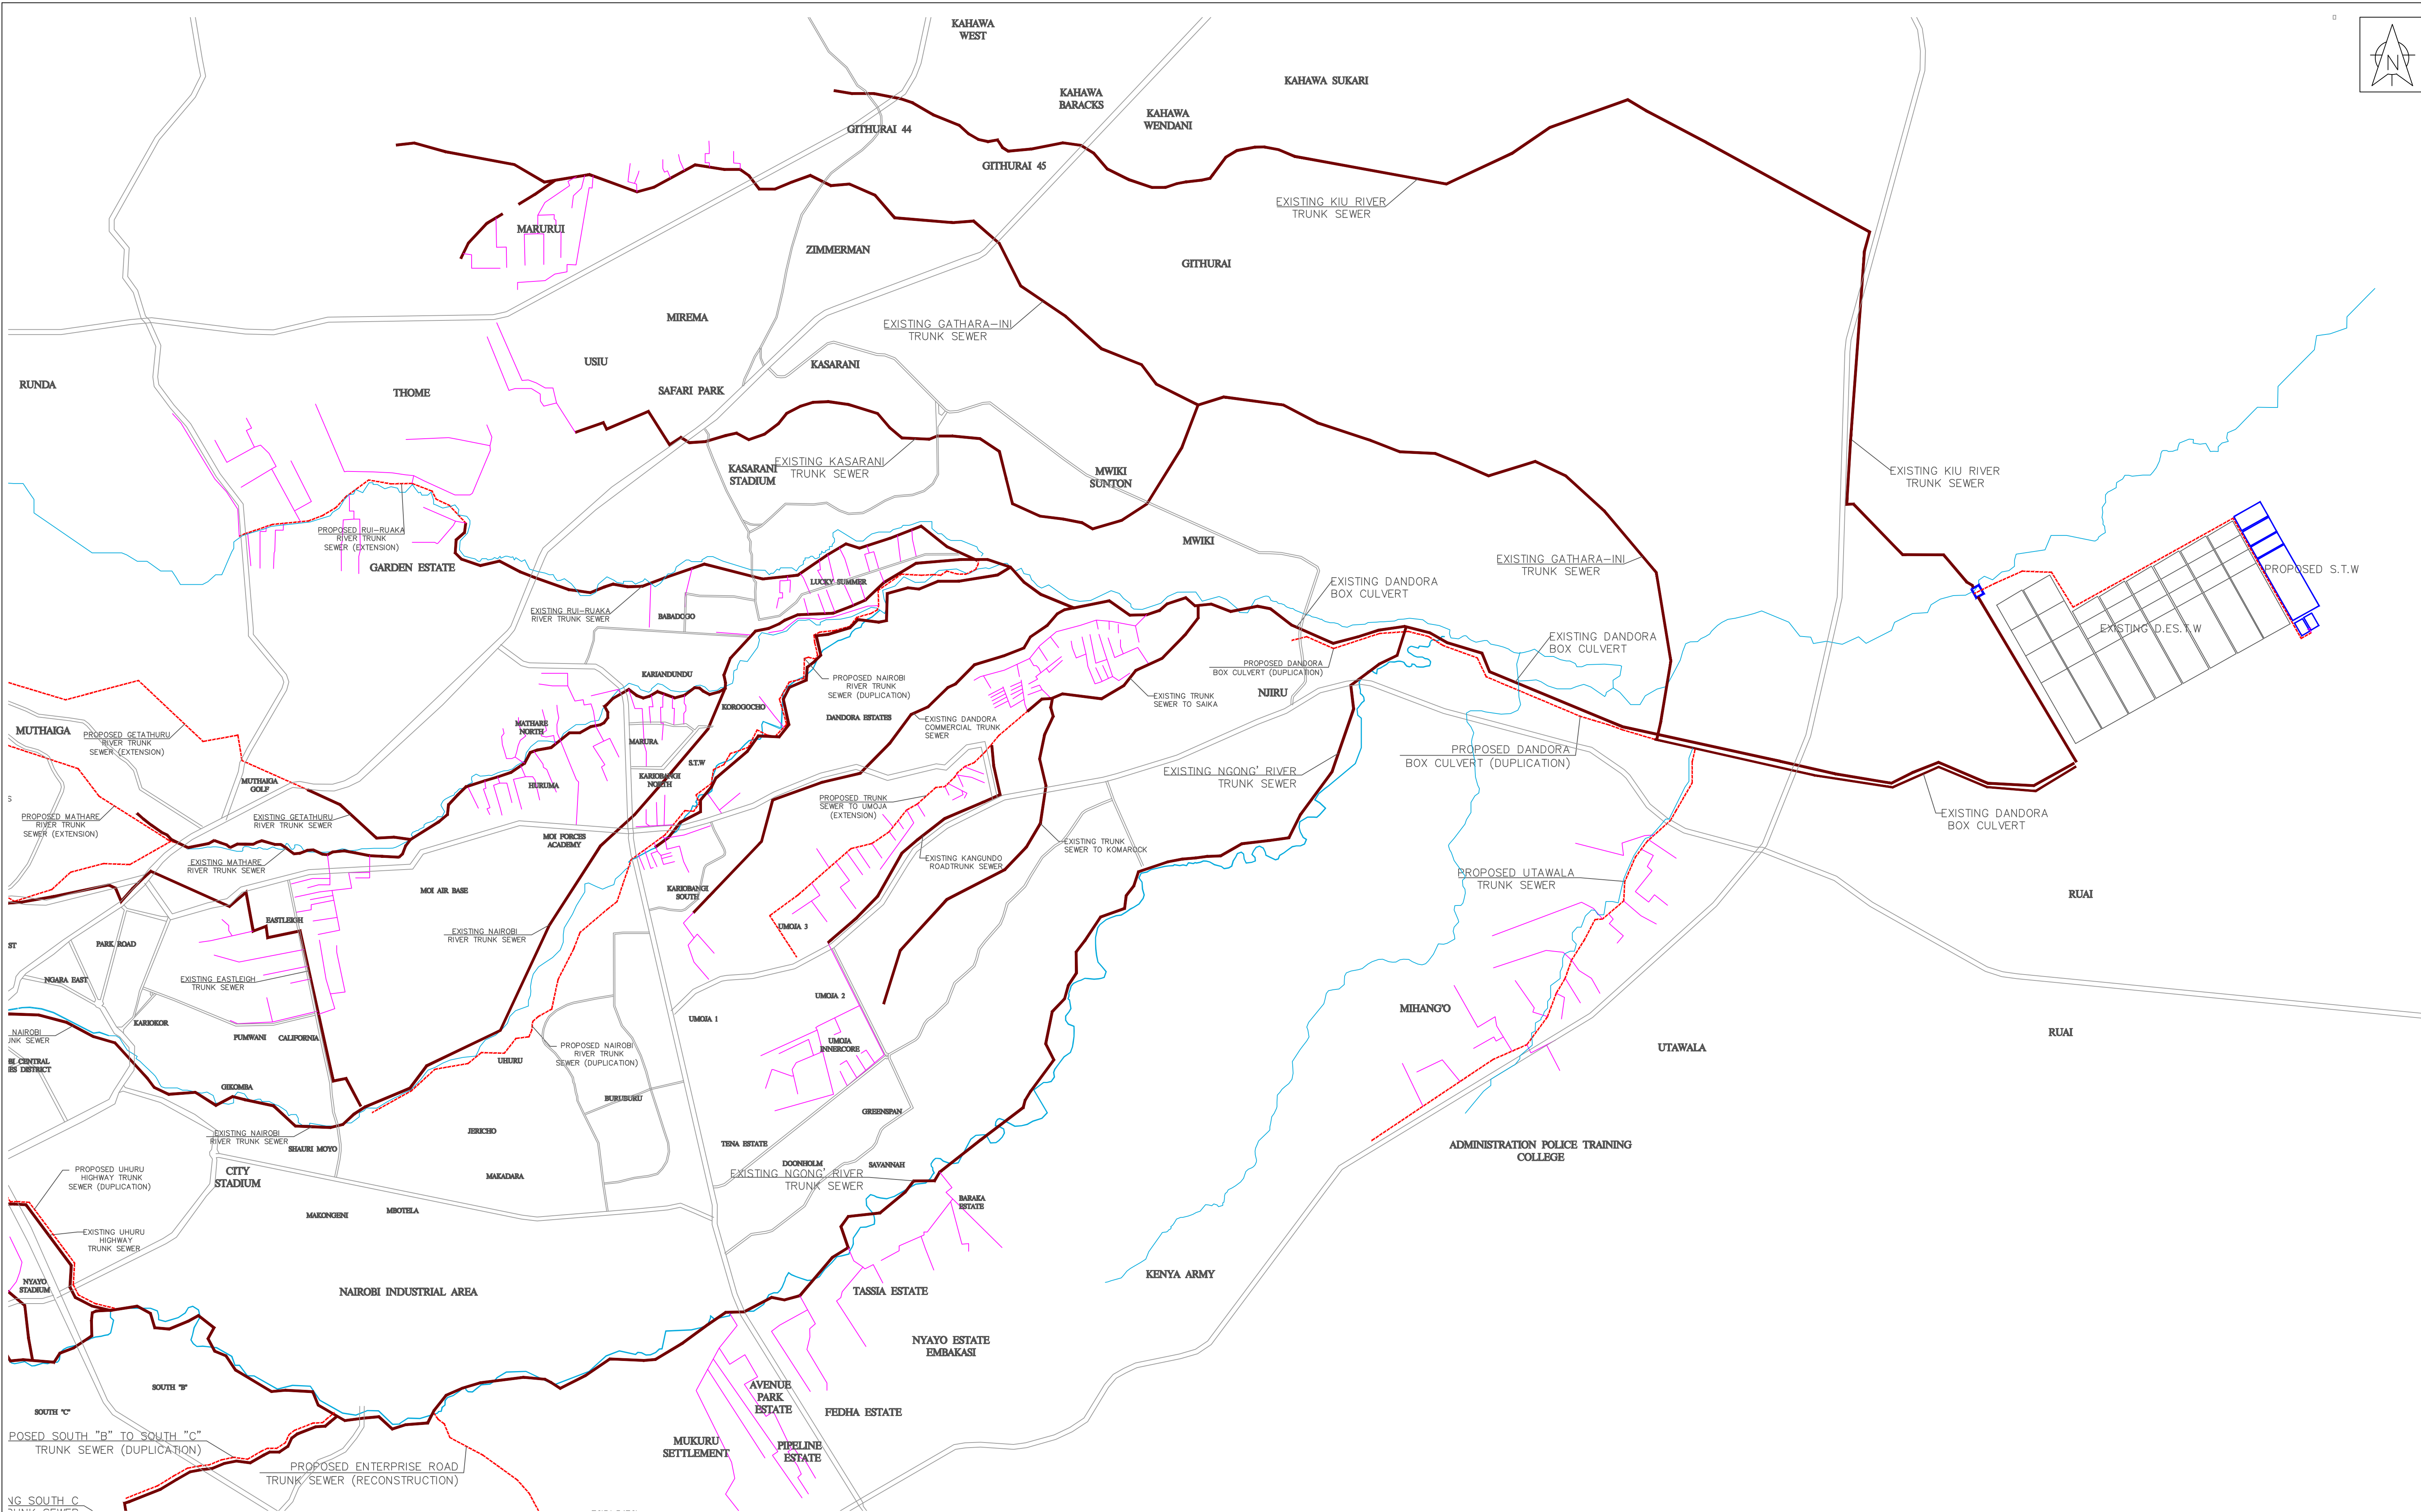 KAHAWA
WEST
N
KAHAWA SUKARI
KAHAWA
BARACKS
KAHAWA
WENDANI
GITHURAI 44
GITHURAI 45
EXISTING KIU RIVER
TRUNK SEWER
MARURUI
ZIMMERMAN
GITHURAI
MIREMA
EXISTING GATHARA-INI
TRUNK SEWER
USIU
KASARANI
RUNDA
THOME
SAFARI PARK
KASARANI
STADIUM
EXISTING KASARANI
TRUNK SEWER
MWIKI
SUNTON
EXISTING KIU RIVER
TRUNK SEWER
PROPOSED RUI-RUAKA
RIVER TRUNK
SEWER (EXTENSION)
MWIKI
GARDEN ESTATE
EXISTING GATHARA-INI
TRUNK SEWER
PROPOSED S.T.W
LUCKY SUMMER
EXISTING DANDORA
BOX CULVERT
EXISTING RUI-RUAKA
RIVER TRUNK SEWER
BABADOGO
EXISTING D.ES.T.W
EXISTING DANDORA
BOX CULVERT
PROPOSED DANDORA
BOX CULVERT (DUPLICATION)
KARIANDUNDU
PROPOSED NAIROBI
RIVER TRUNK
SEWER (DUPLICATION)
NJIRU
EXISTING TRUNK
SEWER TO SAIKA
KOROGOCHO
DANDORA ESTATES
EXISTING DANDORA
COMMERCIAL TRUNK
SEWER
MUTHAIGA
PROPOSED GETATHURU
RIVER TRUNK
SEWER (EXTENSION)
MATHARE
NORTH
MARURA
S.T.W
PROPOSED DANDORA
BOX CULVERT (DUPLICATION)
MUTHAIGA
GOLF
HURUMA
KARIOBANGI
NORTH
EXISTING NGONG' RIVER
TRUNK SEWER
PROPOSED TRUNK
SEWER TO UMOJA
(EXTENSION)
S
PROPOSED MATHARE
RIVER TRUNK
SEWER (EXTENSION)
EXISTING GETATHURU
RIVER TRUNK SEWER
EXISTING DANDORA
BOX CULVERT
MOI FORCES
ACADEMY
EXISTING TRUNK
SEWER TO KOMAROCK
EXISTING MATHARE
RIVER TRUNK SEWER
EXISTING KANGUNDO
ROADTRUNK SEWER
PROPOSED UTAWALA
TRUNK SEWER
MOI AIR BASE
KARIOBANGI
SOUTH
RUAI
EASTLEIGH
UMOJA 3
EXISTING NAIROBI
RIVER TRUNK SEWER
ST
PARK ROAD
NGARA EAST
EXISTING EASTLEIGH
TRUNK SEWER
UMOJA 2
MIHANG'O
UMOJA 1
KARIOKOR
NAIROBI
UNK SEWER
PUMWANI
CALIFORNIA
UMOJA
INNERCORE
RUAI
PROPOSED NAIROBI
RIVER TRUNK
SEWER (DUPLICATION)
UTAWALA
BI CENTRAL
ES DISTRICT
UHURU
GIKOMBA
BURUBURU
GREENSPAN
EXISTING NAIROBI
RIVER TRUNK SEWER
JERICHO
SHAURI MOYO
TENA ESTATE
ADMINISTRATION POLICE TRAINING
COLLEGE
DOONHOLM
SAVANNAH
PROPOSED UHURU
HIGHWAY TRUNK
SEWER (DUPLICATION)
CITY
STADIUM
MAKADARA
EXISTING NGONG' RIVER
TRUNK SEWER
BARAKA
ESTATE
MAKONGENI
MBOTELA
EXISTING UHURU
HIGHWAY
TRUNK SEWER
NYAYO
STADIUM
KENYA ARMY
NAIROBI INDUSTRIAL AREA
TASSIA ESTATE
NYAYO ESTATE
EMBAKASI
SOUTH "B"
AVENUE
PARK
ESTATE
SOUTH "C"
FEDHA ESTATE
POSED SOUTH "B" TO SOUTH "C"
TRUNK SEWER (DUPLICATION)
MUKURU
SETTLEMENT
PIPELINE
ESTATE
PROPOSED ENTERPRISE ROAD
TRUNK SEWER (RECONSTRUCTION)
NG SOUTH C